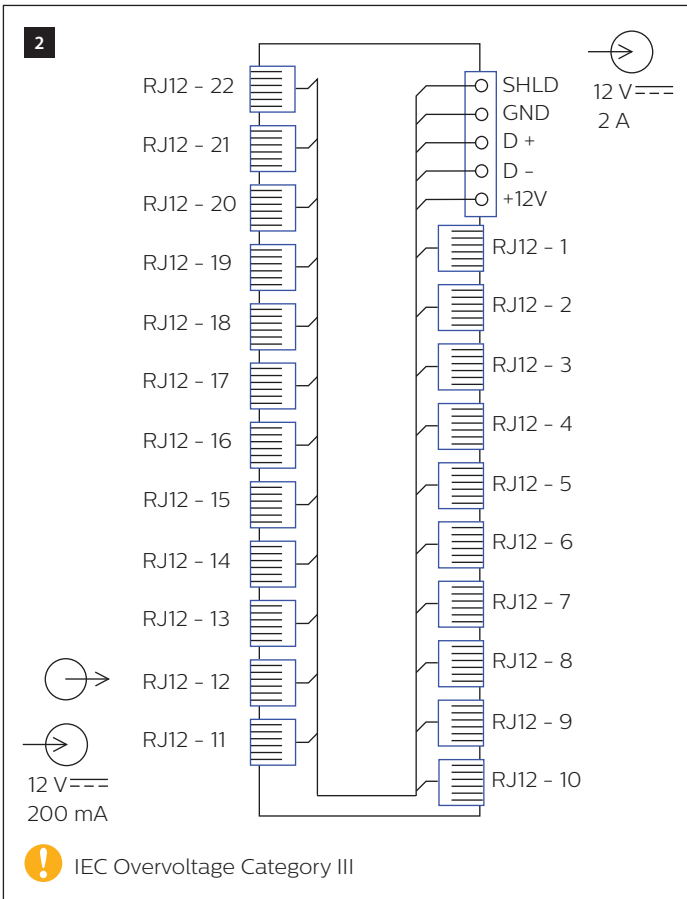 2
RJ12 - 22
RJ12 - 21
RJ12 - 20
RJ12 - 19
RJ12 - 18
RJ12 - 17
RJ12 - 16
RJ12 - 15
RJ12 - 14
RJ12 - 13
RJ12 - 12
RJ12 - 11
12 V
200 mA
SHLD
GND
D +
D -
+12V
12 V
2 A
RJ12 - 1
RJ12 - 2
RJ12 - 3
RJ12 - 4
RJ12 - 5
RJ12 - 6
RJ12 - 7
RJ12 - 8
RJ12 - 9
RJ12 - 10
! IEC Overvoltage Category III